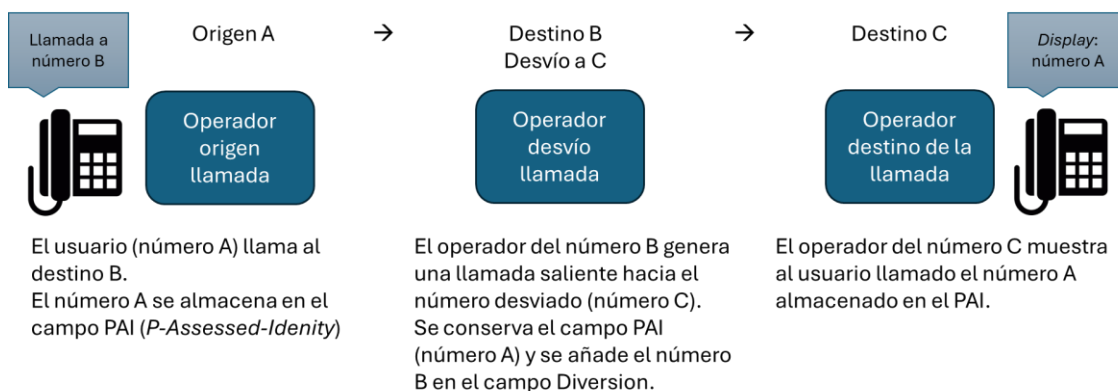 Llamada a
número B
Origen A
→
Destino B
Desvío a C
→
Destino C
Display:
número A
Operador
origen
llamada
Operador
desvío
llamada
Operador
destino de la
llamada
El usuario (número A) llama al
destino B.
El número A se almacena en el
campo PAI (P-Assessed-Idenity)
El operador del número B genera
una llamada saliente hacia el
número desviado (número C).
Se conserva el campo PAI
(número A) y se añade el número
B en el campo Diversion.
El operador del número C muestra
al usuario llamado el número A
almacenado en el PAI.